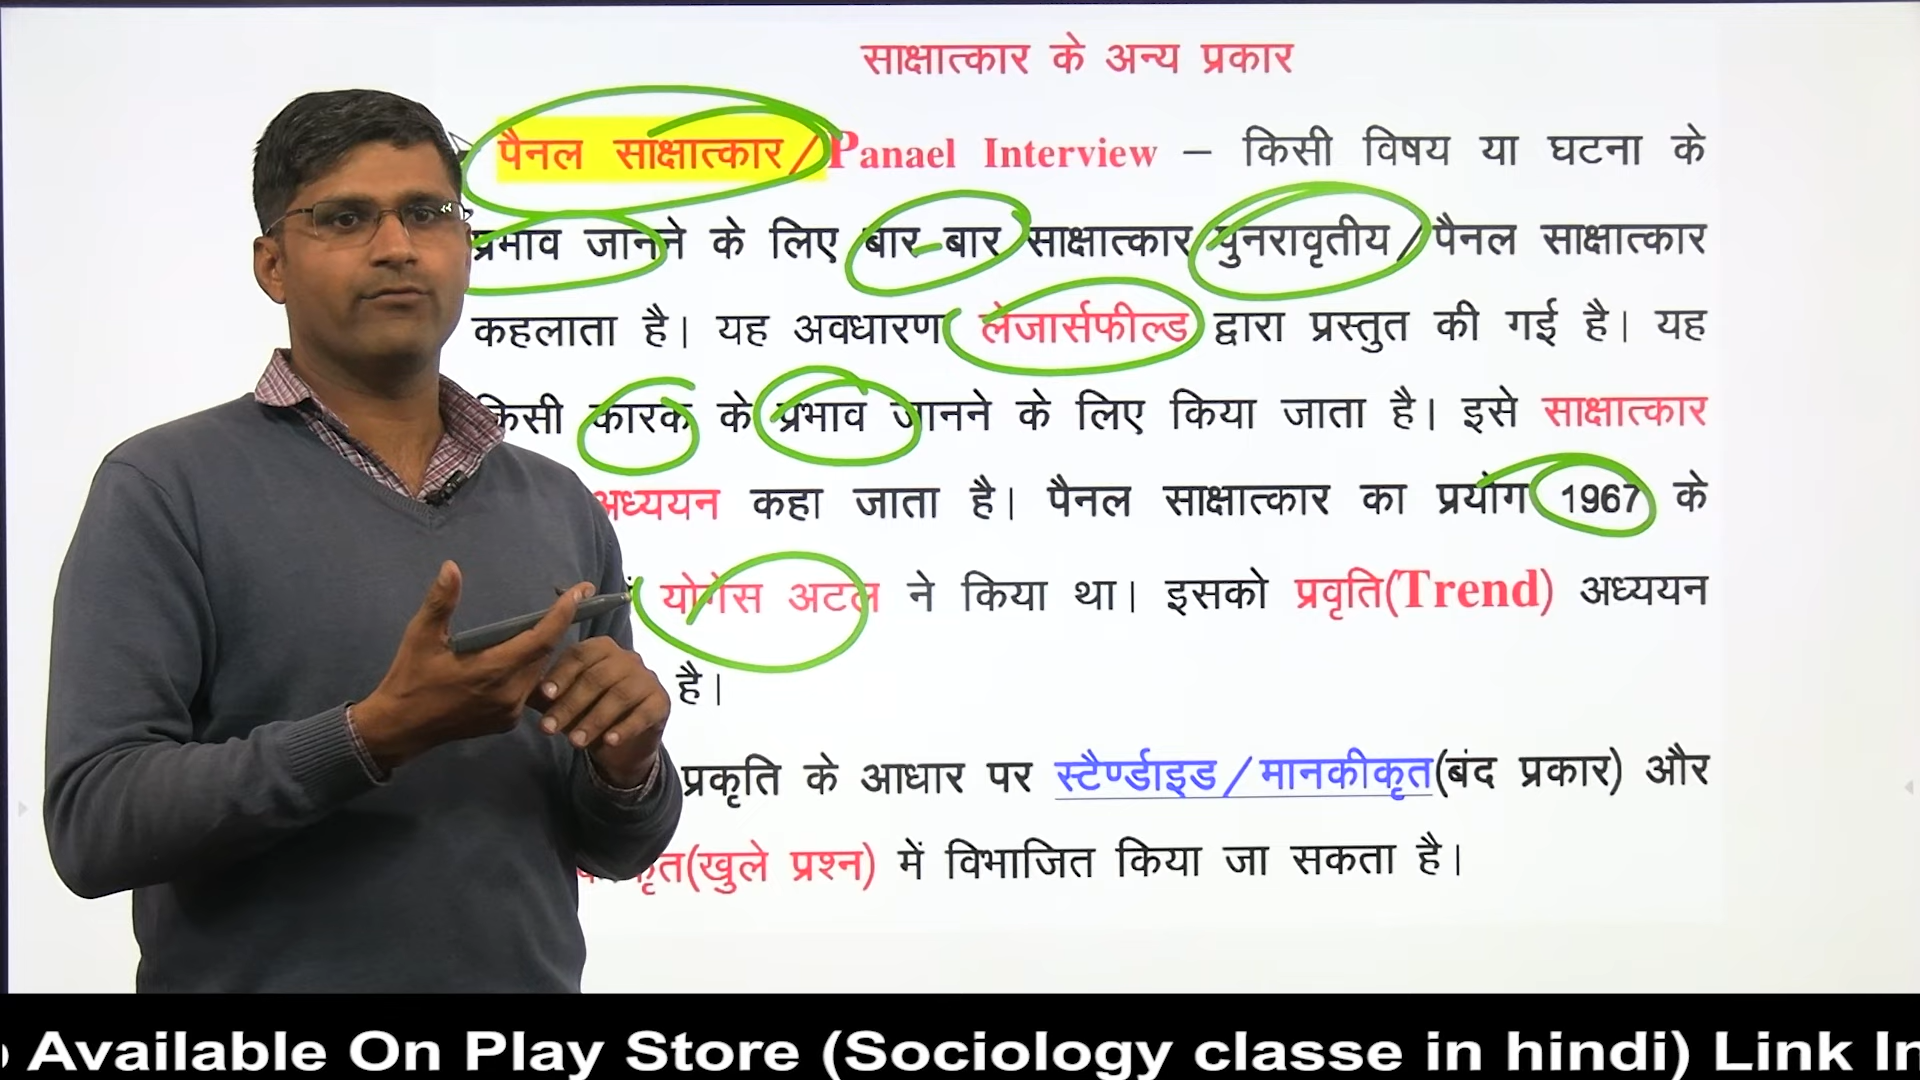 साक्षात्कार के अन्य प्रकार
पैनल साक्षात्कार/Panael Interview – किसी विषय या घटना के
प्रभाव जानने के लिए बार-बार साक्षात्कार पुनरावृतीय/पैनल साक्षात्कार
कहलाता है। यह अवधारण लेजार्सफील्ड द्वारा प्रस्तुत की गई है। यह
किसी कारक के प्रभाव जानने के लिए किया जाता है। इसे साक्षात्कार
अध्ययन कहा जाता है। पैनल साक्षात्कार का प्रयोग 1967 के
योगेस अटल ने किया था। इसको प्रवृति(Trend) अध्ययन
है।
प्रकृति के आधार पर स्टैर्ण्डाइड/मानकीकृत(बंद प्रकार) और
(खुले प्रश्न) में विभाजित किया जा सकता है।
Available On Play Store (Sociology classe in hindi) Link